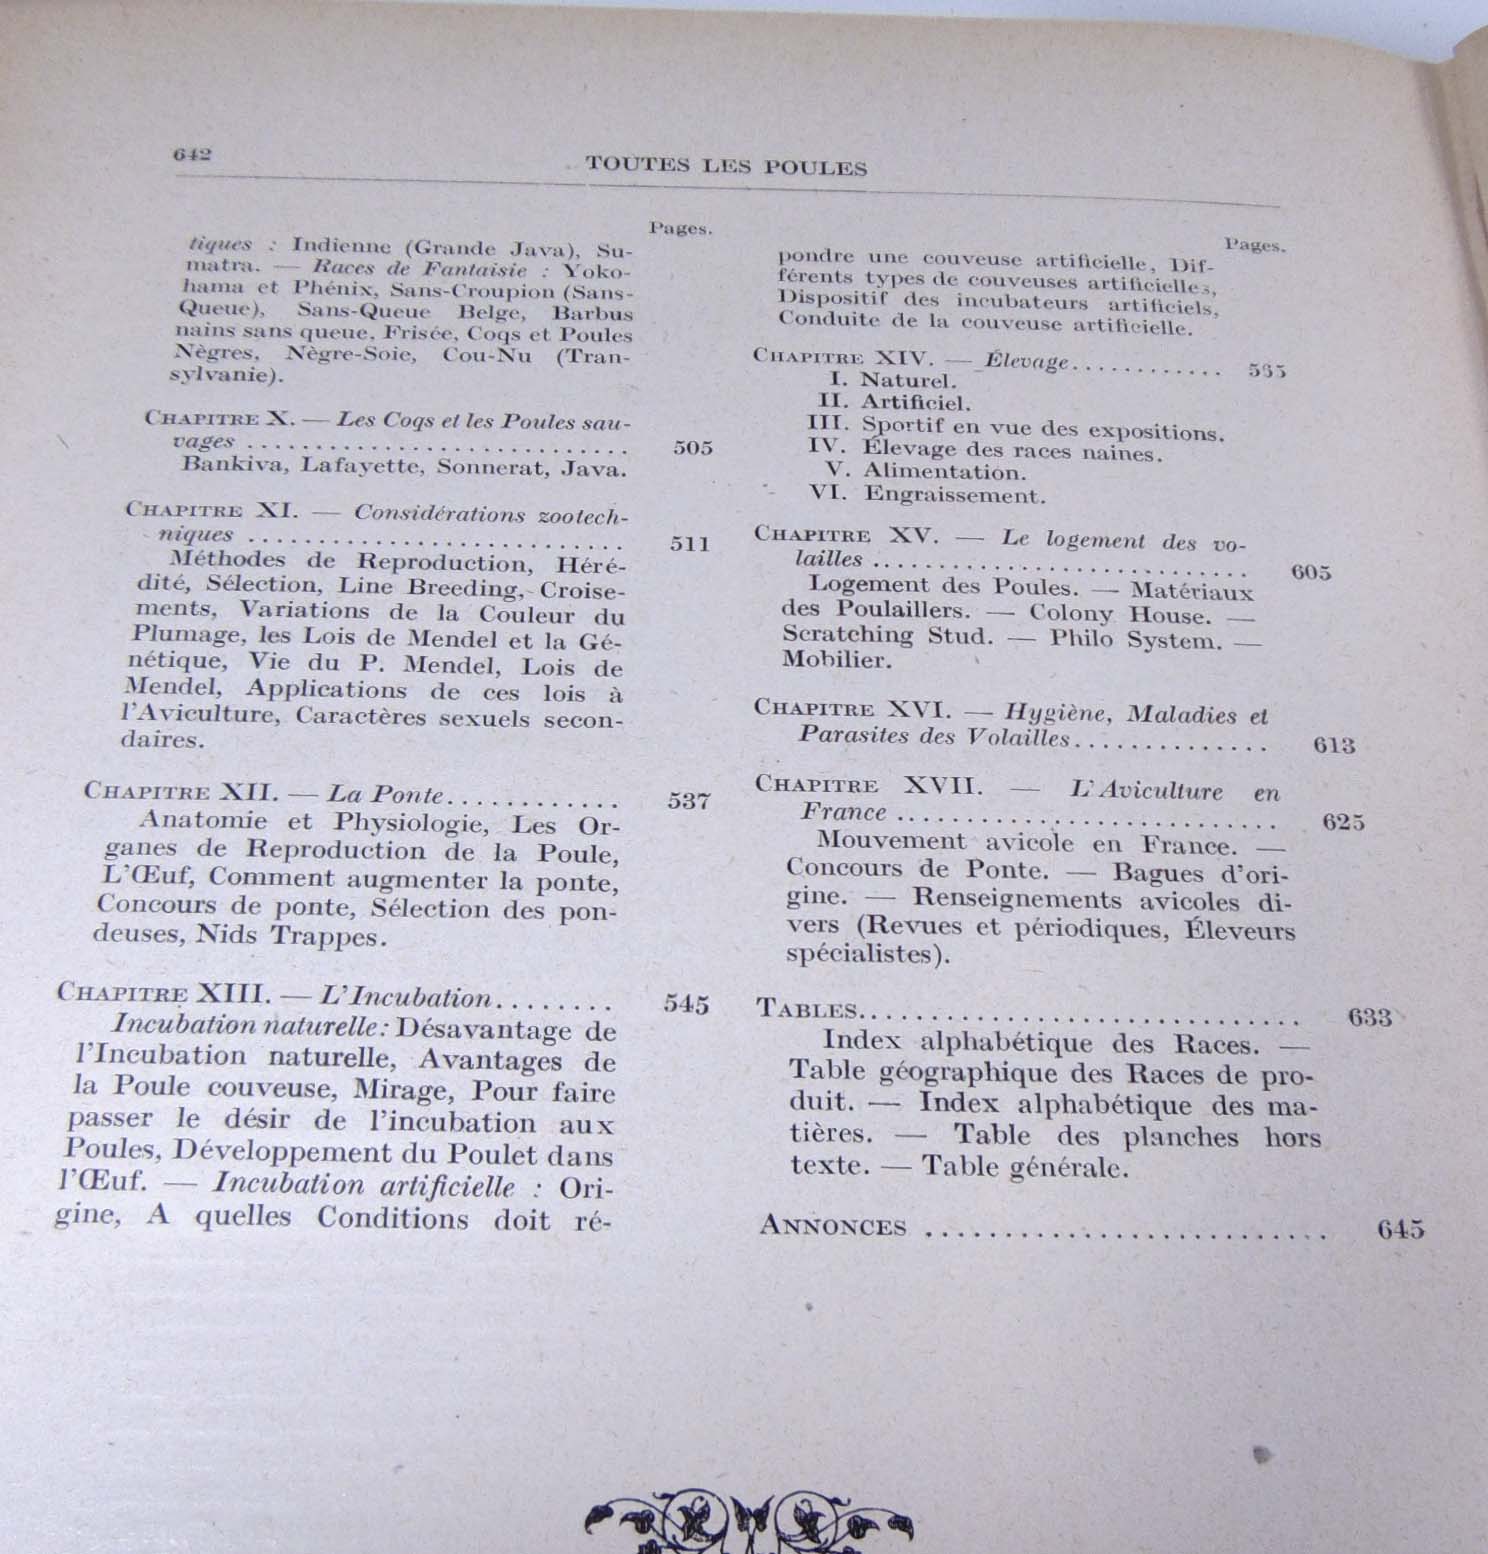 642
TOUTES LES POULES
Pages.
tiques : Indienne (Grande Java), Su-
matra. — Races de Fantaisie : Yoko-
hama et Phénix, Sans-Croupion (Sans-
Queue), Sans-Queue Belge, Barbus
nains sans queue, Frisée, Coqs et Poules
Nègres, Nègre-Soie, Cou-Nu (Tran-
sylvanie).
CHAPITRE X. — Les Coqs et les Poules sau-
vages ............................ 505
Bankiva, Lafayette, Sonnerat, Java.
CHAPITRE XI. — Considérations zootech-
niques ............................ 511
Méthodes de Reproduction, Héré-
dité, Sélection, Line Breeding, Croise-
ments, Variations de la Couleur du
Plumage, les Lois de Mendel et la Gé-
nétique, Vie du P. Mendel, Lois de
Mendel, Applications de ces lois à
l'Aviculture, Caractères sexuels secon-
daires.
CHAPITRE XII. — La Ponte............. 537
Anatomie et Physiologie, Les Or-
ganes de Reproduction de la Poule,
L'Œuf, Comment augmenter la ponte,
Concours de ponte, Sélection des pon-
deuses, Nids Trappes.
CHAPITRE XIII. — L'Incubation........ 545
Incubation naturelle: Désavantage de
l'Incubation naturelle, Avantages de
la Poule couveuse, Mirage, Pour faire
passer le désir de l'incubation aux
Poules, Développement du Poulet dans
l'Œuf. — Incubation artificielle : Ori-
gine, A quelles Conditions doit ré-
Pages.
pondre une couveuse artificielle, Dif-
férents types de couveuses artificielles,
Dispositif des incubateurs artificiels,
Conduite de la couveuse artificielle.
CHAPITRE XIV. — Élevage............
I. Naturel.
II. Artificiel.
III. Sportif en vue des expositions.
IV. Élevage des races naines.
V. Alimentation.
VI. Engraissement.
CHAPITRE XV. — Le logement des vo-
lailles ............................ 605
Logement des Poules. — Matériaux
des Poulaillers. — Colony House. —
Scratching Stud. — Philo System. —
Mobilier.
CHAPITRE XVI. — Hygiène, Maladies et
Parasites des Volailles.............. 613
CHAPITRE XVII. — L'Aviculture en
France ............................ 625
Mouvement avicole en France. —
Concours de Ponte. — Bagues d'ori-
gine. — Renseignements avicoles di-
vers (Revues et périodiques, Éleveurs
spécialistes).
TABLES.............................. 633
Index alphabétique des Races. —
Table géographique des Races de pro-
duit. — Index alphabétique des ma-
tières. — Table des planches hors
texte. — Table générale.
ANNONCES .......................... 645